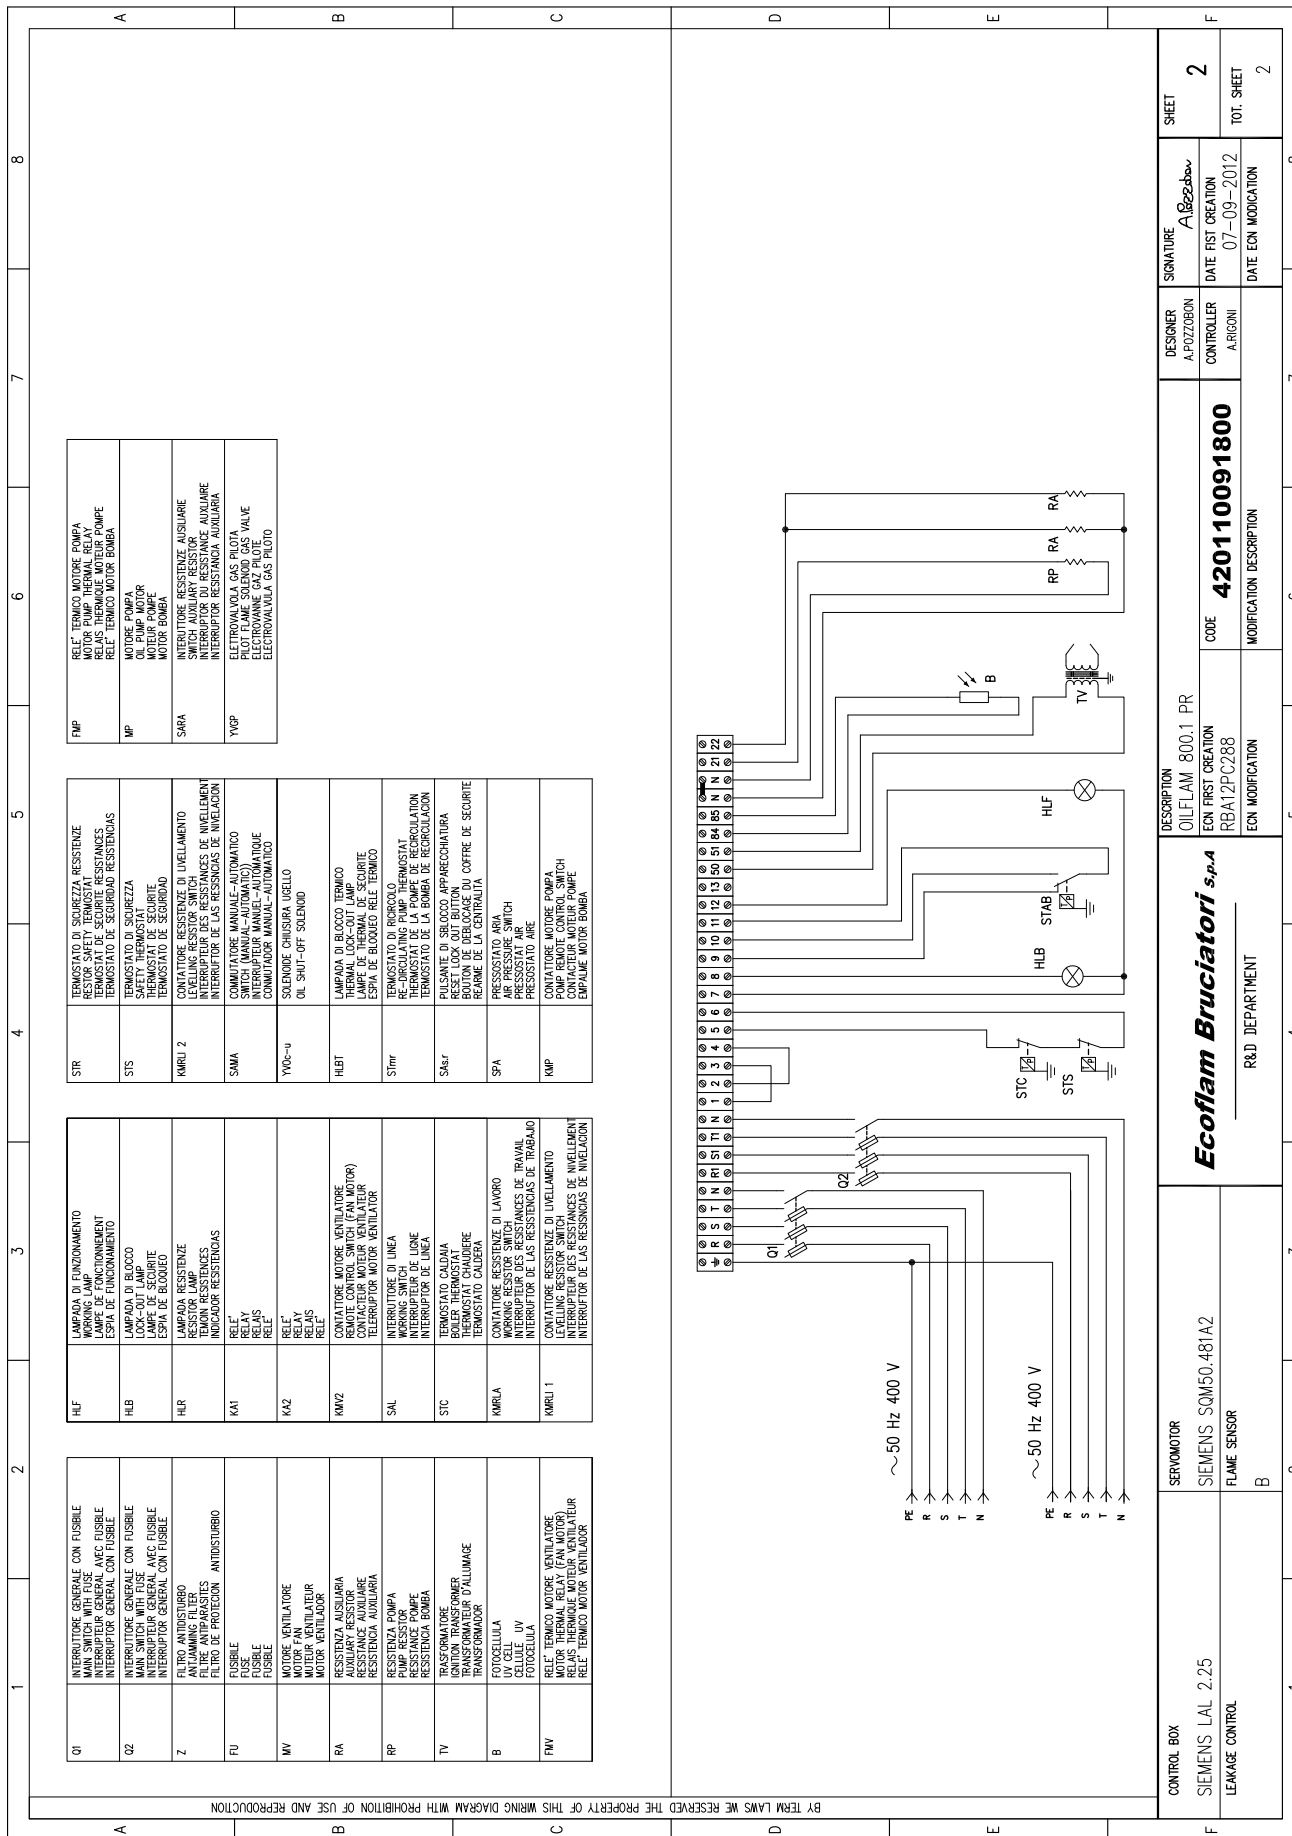 1 2 3 4 5 6 7 8
A
B
C
D
E
F
BY TERM LAWS WE RESERVED THE PROPERTY OF THIS WIRING DIAGRAM WITH PROHIBITION OF USE AND REPRODUCTION
Q1
INTERRUTTORE GENERALE CON FUSIBILE
MAIN SWITCH WITH FUSE
INTERRUPTEUR GENERAL AVEC FUSIBLE
INTERRUPTOR GENERAL CON FUSIBLE
Q2
INTERRUTTORE GENERALE CON FUSIBILE
MAIN SWITCH WITH FUSE
INTERRUPTEUR GENERAL AVEC FUSIBLE
INTERRUPTOR GENERAL CON FUSIBLE
Z
FILTRO ANTIDISTURBO
ANTJAMMING FILTER
FILTRE ANTIPARASITES
FILTRO DE PROTECION ANTIDISTURBIO
FU
FUSIBILE
FUSE
FUSIBLE
FUSIBLE
MV
MOTORE VENTILATORE
MOTOR FAN
MOTEUR VENTILATEUR
MOTOR VENTILADOR
RA
RESISTENZA AUSILIARIA
AUXILIARY RESISTOR
RESISTANCE AUXILIAIRE
RESISTENCIA AUXILIARIA
RP
RESISTENZA POMPA
PUMP RESISTOR
RESISTANCE POMPE
RESISTENCIA BOMBA
TV
TRASFORMATORE
IGNITION TRANSFORMER
TRANSFORMATEUR D'ALLUMAGE
TRANSFORMADOR
B
FOTOCELLULA
UV CELL
CELLULE UV
FOTOCELULA
FMV
RELE' TERMICO MOTORE VENTILATORE
MOTOR THERMAL RELAY (FAN MOTOR)
RELAIS THERMIQUE MOTEUR VENTILATEUR
RELE' TERMICO MOTOR VENTILADOR
HLF
LAMPADA DI FUNZIONAMENTO
WORKING LAMP
LAMPE DE FONCTIONNEMENT
ESPIA DE FUNCIONAMIENTO
HLB
LAMPADA DI BLOCCO
LOCK-OUT LAMP
LAMPE DE SECURITE
ESPIA DE BLOQUEO
HLR
LAMPADA RESISTENZE
RESISTOR LAMP
TEMOIN RESISTENCES
INDICADOR RESISTENCIAS
KA1
RELE'
RELAY
RELAIS
RELE'
KA2
RELE'
RELAY
RELAIS
RELE'
KMV2
CONTATTORE MOTORE VENTILATORE
REMOTE CONTROL SWITCH (FAN MOTOR)
CONTACTEUR MOTEUR VENTILATEUR
TELERUPTOR MOTOR VENTILATOR
SAL
INTERRUTTORE DI LINEA
WORKING SWITCH
INTERRUPTEUR DE LIGNE
INTERRUPTOR DE LINEA
STC
TERMOSTATO CALDAIA
BOILER THERMOSTAT
THERMOSTAT CHAUDIERE
TERMOSTATO CALDERA
KMRLA
CONTATTORE RESISTENZE DI LAVORO
WORKING RESISTOR SWITCH
INTERRUPTEUR DES RESISTANCES DE TRAVAIL
INTERRUFTOR DE LAS RESISTENCIAS DE TRABAJO
KMRLI 1
CONTATTORE RESISTENZE DI LIVELLAMENTO
LEVELLING RESISTOR SWITCH
INTERRUPTEUR DES RESISTANCES DE NIVELLEMENT
INTERRUFTOR DE LAS RESISNCIAS DE NIVELACION
STR
TERMOSTATO DI SICUREZZA RESISTENZE
RESTOR SAFETY TERMOSTAT
TERMOSTAT DE SECURITE RESISTANCES
TERMOSTATO DE SEGURIDAD RESISTENCIAS
STS
TERMOSTATO DI SICUREZZA
SAFETY THERMOSTAT
THERMOSTAT DE SECURITE
TERMOSTATO DE SEGURIDAD
KMRLI 2
CONTATTORE RESISTENZE DI LIVELLAMENTO
LEVELLING RESISTOR SWITCH
INTERRUPTEUR DES RESISTANCES DE NIVELLEMENT
INTERRUFTOR DE LAS RESISNCIAS DE NIVELACION
SAMA
COMMUTATORE MANUALE-AUTOMATICO
SWITCH (MANUAL-AUTOMATIC))
INTERRUPTEUR MANUEL-AUTOMATIQUE
CONMUTADOR MANUAL-AUTOMATICO
YVOc-u
SOLENOIDE CHIUSURA UGELLO
OIL SHUT-OFF SOLENOID
HLBT
LAMPADA DI BLOCCO TERMICO
THERMAL LOCK-OUT LAMP
LAMPE DE THERMAL DE SECURITE
ESPIA DE BLOQUEO RELE TERMICO
STmr
TERMOSTATO DI RICIRCOLO
RE-CIRCULATING PUMP THERMOSTAT
THERMOSTAT DE LA POMPE DE RECIRCULATION
TERMOSTATO DE LA BOMBA DE RECIRCULACION
SAs.r
PULSANTE DI SBLOCCO APPARECCHIATURA
RESET LOCK OUT BUTTON
BOUTON DE DEBLOCAGE DU COFFRE DE SECURITE
REARME DE LA CENTRALITA
SPA
PRESSOSTATO ARIA
AIR PRESSURE SWITCH
PRESSOSTAT AIR
PRESOSTATO AIRE
KMP
CONTATTORE MOTORE POMPA
POMP REMOTE CONTROL SWITCH
CONTACTEUR MOTEUR POMPE
EMPALME MOTOR BOMBA
FMP
RELE' TERMICO MOTORE POMPA
MOTOR PUMP THERMAL RELAY
RELAIS THERMIQUE MOTEUR POMPE
RELE' TERMICO MOTOR BOMBA
MP
MOTORE POMPA
OIL PUMP MOTOR
MOTEUR POMPE
MOTOR BOMBA
SARA
INTERUTTORE RESISTENZE AUSILIARIE
SWITCH AUXILIARY RESISTOR
INTERRUPTOR DU RESISTANCE AUXILIAIRE
INTERRUPTOR RESISTANCIA AUXILIARIA
YVGP
ELETTROVALVOLA GAS PILOTA
PILOT FLAME SOLENOID GAS VALVE
ELECTROVANNE GAZ PILOTE
ELECTROVALVULA GAS PILOTO
R S T N R1 S1 T1 N 1 2 3 4 5 6 7 8 9 10 11 12 13 50 51 84 85 N N 21 22
Q1
Q2
STC
STS
HLB
STAB
HLF
TV
B
RP
RA
RA
~ 50 Hz 400 V
PE
R
S
T
N
~ 50 Hz 400 V
PE
R
S
T
N
CONTROL BOX
SIEMENS LAL 2.25
LEAKAGE CONTROL
SERVOMOTOR
SIEMENS SQM50.481A2
FLAME SENSOR
B
Ecoflam Bruciatori s.p.A
R&D DEPARTMENT
DESCRIPTION
OILFLAM 800.1 PR
ECN FIRST CREATION
RBA12PC288
ECN MODIFICATION
CODE
420110091800
MODIFICATION DESCRIPTION
DESIGNER
A.POZZOBON
CONTROLLER
A.RIGONI
SIGNATURE
A.Pozzobon
DATE FIST CREATION
07-09-2012
DATE ECN MODICATION
SHEET
2
TOT. SHEET
2